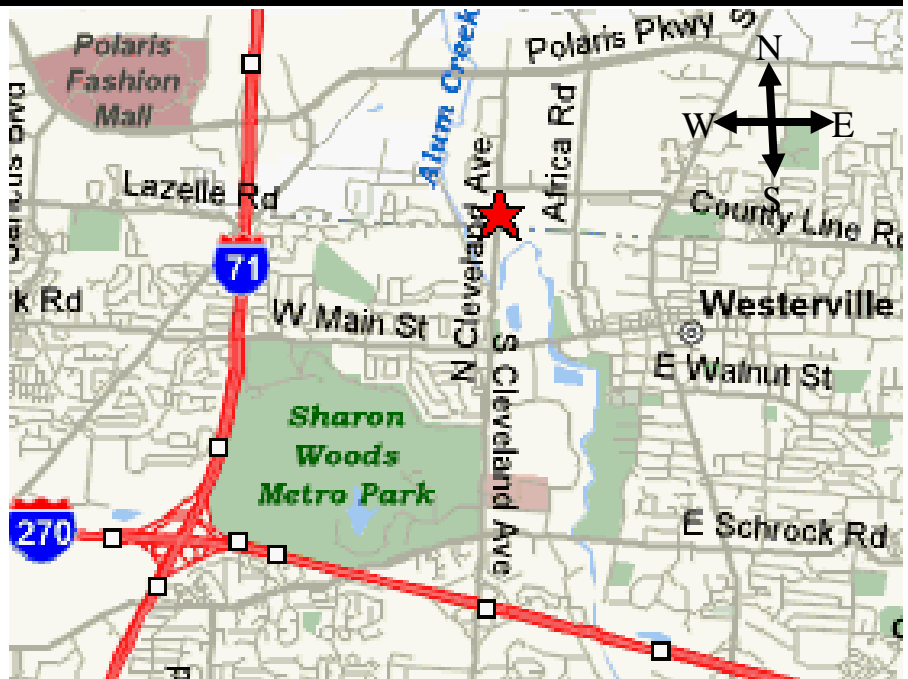 Polaris
Fashion
Mall
Alum Creek
Polaris Pkwy
S
N
W
E
S
Africa Rd
Lazelle Rd
N Cleveland Ave
County Line Rd
71
k Rd
W Main St
Westerville
E Walnut St
Sharon
Woods
Metro Park
S Cleveland Ave
270
E Schrock Rd